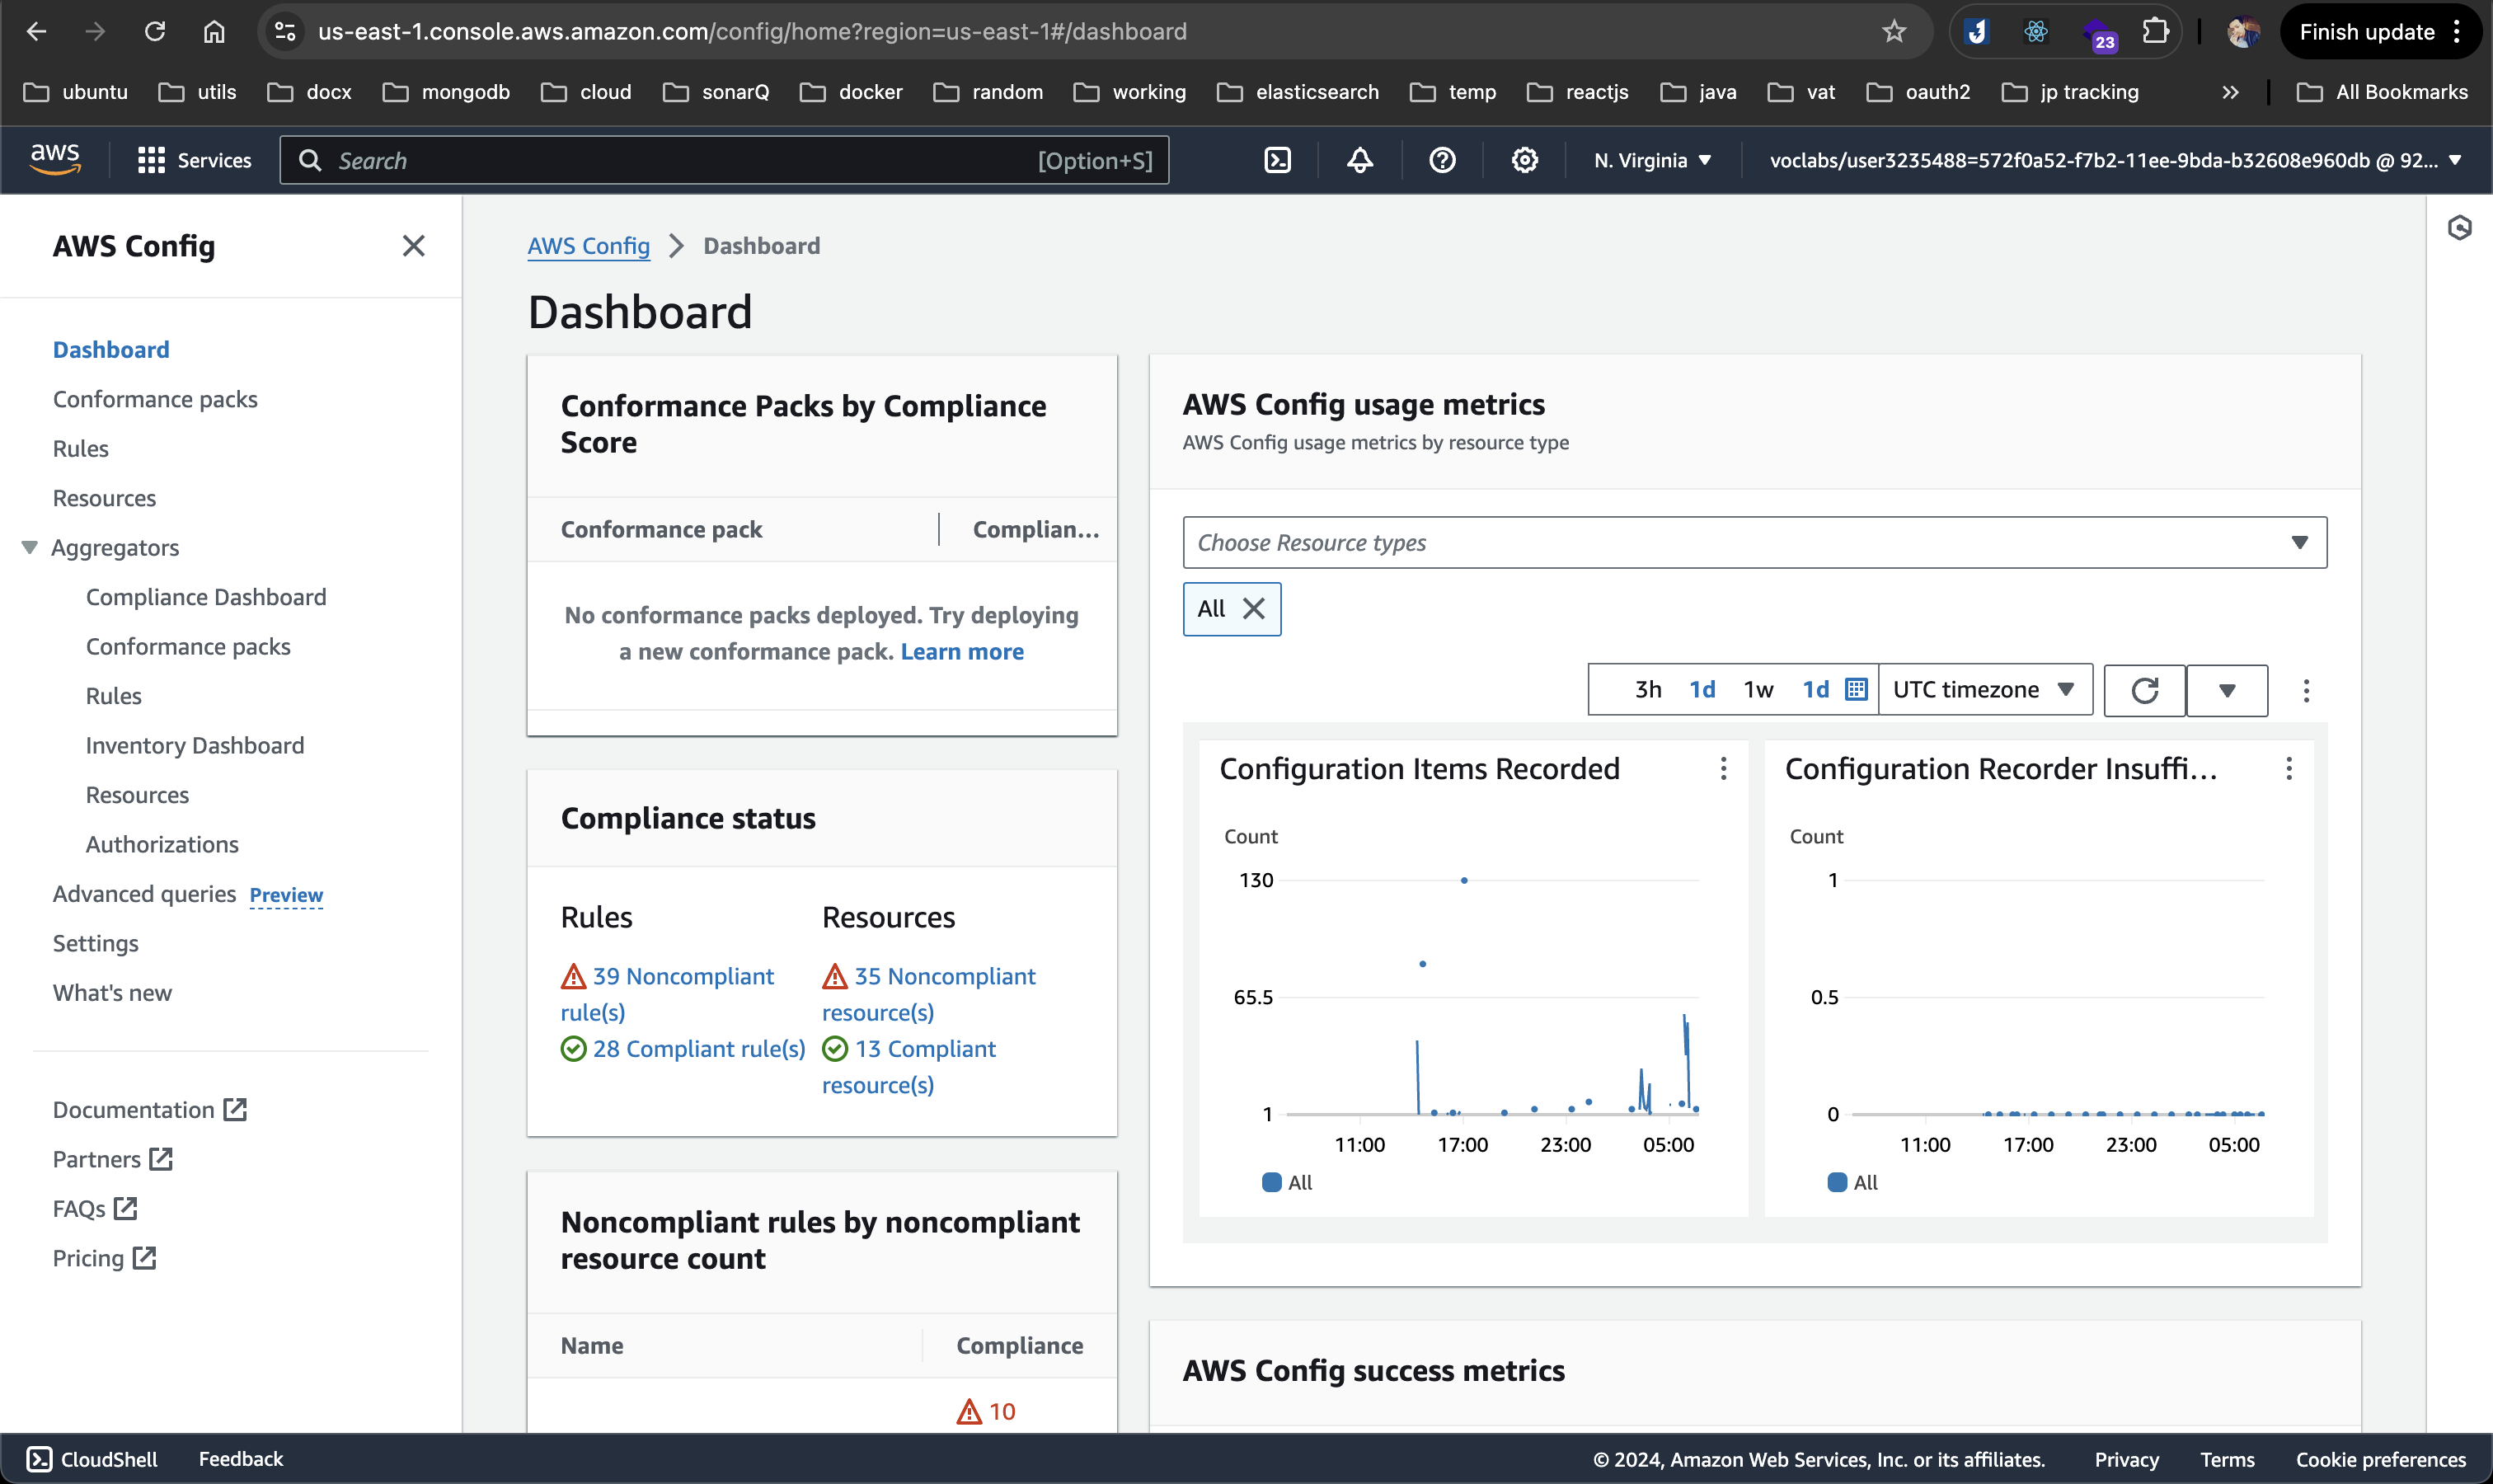 us-east-1.console.aws.amazon.com/config/home?region=us-east-1#/dashboard
23
Finish update
ubuntu
utils
docx
mongodb
cloud
sonarQ
docker
random
working
elasticsearch
temp
reactjs
java
vat
oauth2
jp tracking
All Bookmarks
aws
Services
Search
[Option+S]
N. Virginia
voclabs/user3235488=572f0a52-f7b2-11ee-9bda-b32608e960db @ 92...
AWS Config
Dashboard
Conformance packs
Rules
Resources
Aggregators
Compliance Dashboard
Conformance packs
Rules
Inventory Dashboard
Resources
Authorizations
Advanced queries Preview
Settings
What's new
Documentation
Partners
FAQs
Pricing
AWS Config > Dashboard
Dashboard
Conformance Packs by Compliance
Score
Conformance pack
Complian...
No conformance packs deployed. Try deploying
a new conformance pack. Learn more
Compliance status
Rules
39 Noncompliant
rule(s)
28 Compliant rule(s)
Resources
35 Noncompliant
resource(s)
13 Compliant
resource(s)
Noncompliant rules by noncompliant
resource count
Name
Compliance
10
AWS Config usage metrics
AWS Config usage metrics by resource type
Choose Resource types
All
3h
1d
1w
1d
UTC timezone
Configuration Items Recorded
Count
130
65.5
1
11:00
17:00
23:00
05:00
All
Configuration Recorder Insuffi...
Count
1
0.5
0
11:00
17:00
23:00
05:00
All
AWS Config success metrics
CloudShell
Feedback
© 2024, Amazon Web Services, Inc. or its affiliates.
Privacy
Terms
Cookie preferences